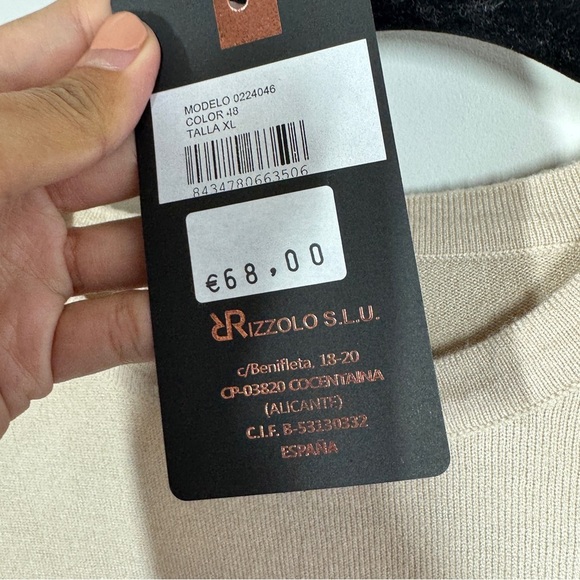 MODELO 0224046
COLOR 48
TALLA XL
8434780663506
€68,00
RIZZOLO S.L.U.
c/Benifleta, 18-20
CP-03820 COCENTAINA
(ALICANTE)
C.I.F. B-53130332
ESPAÑA